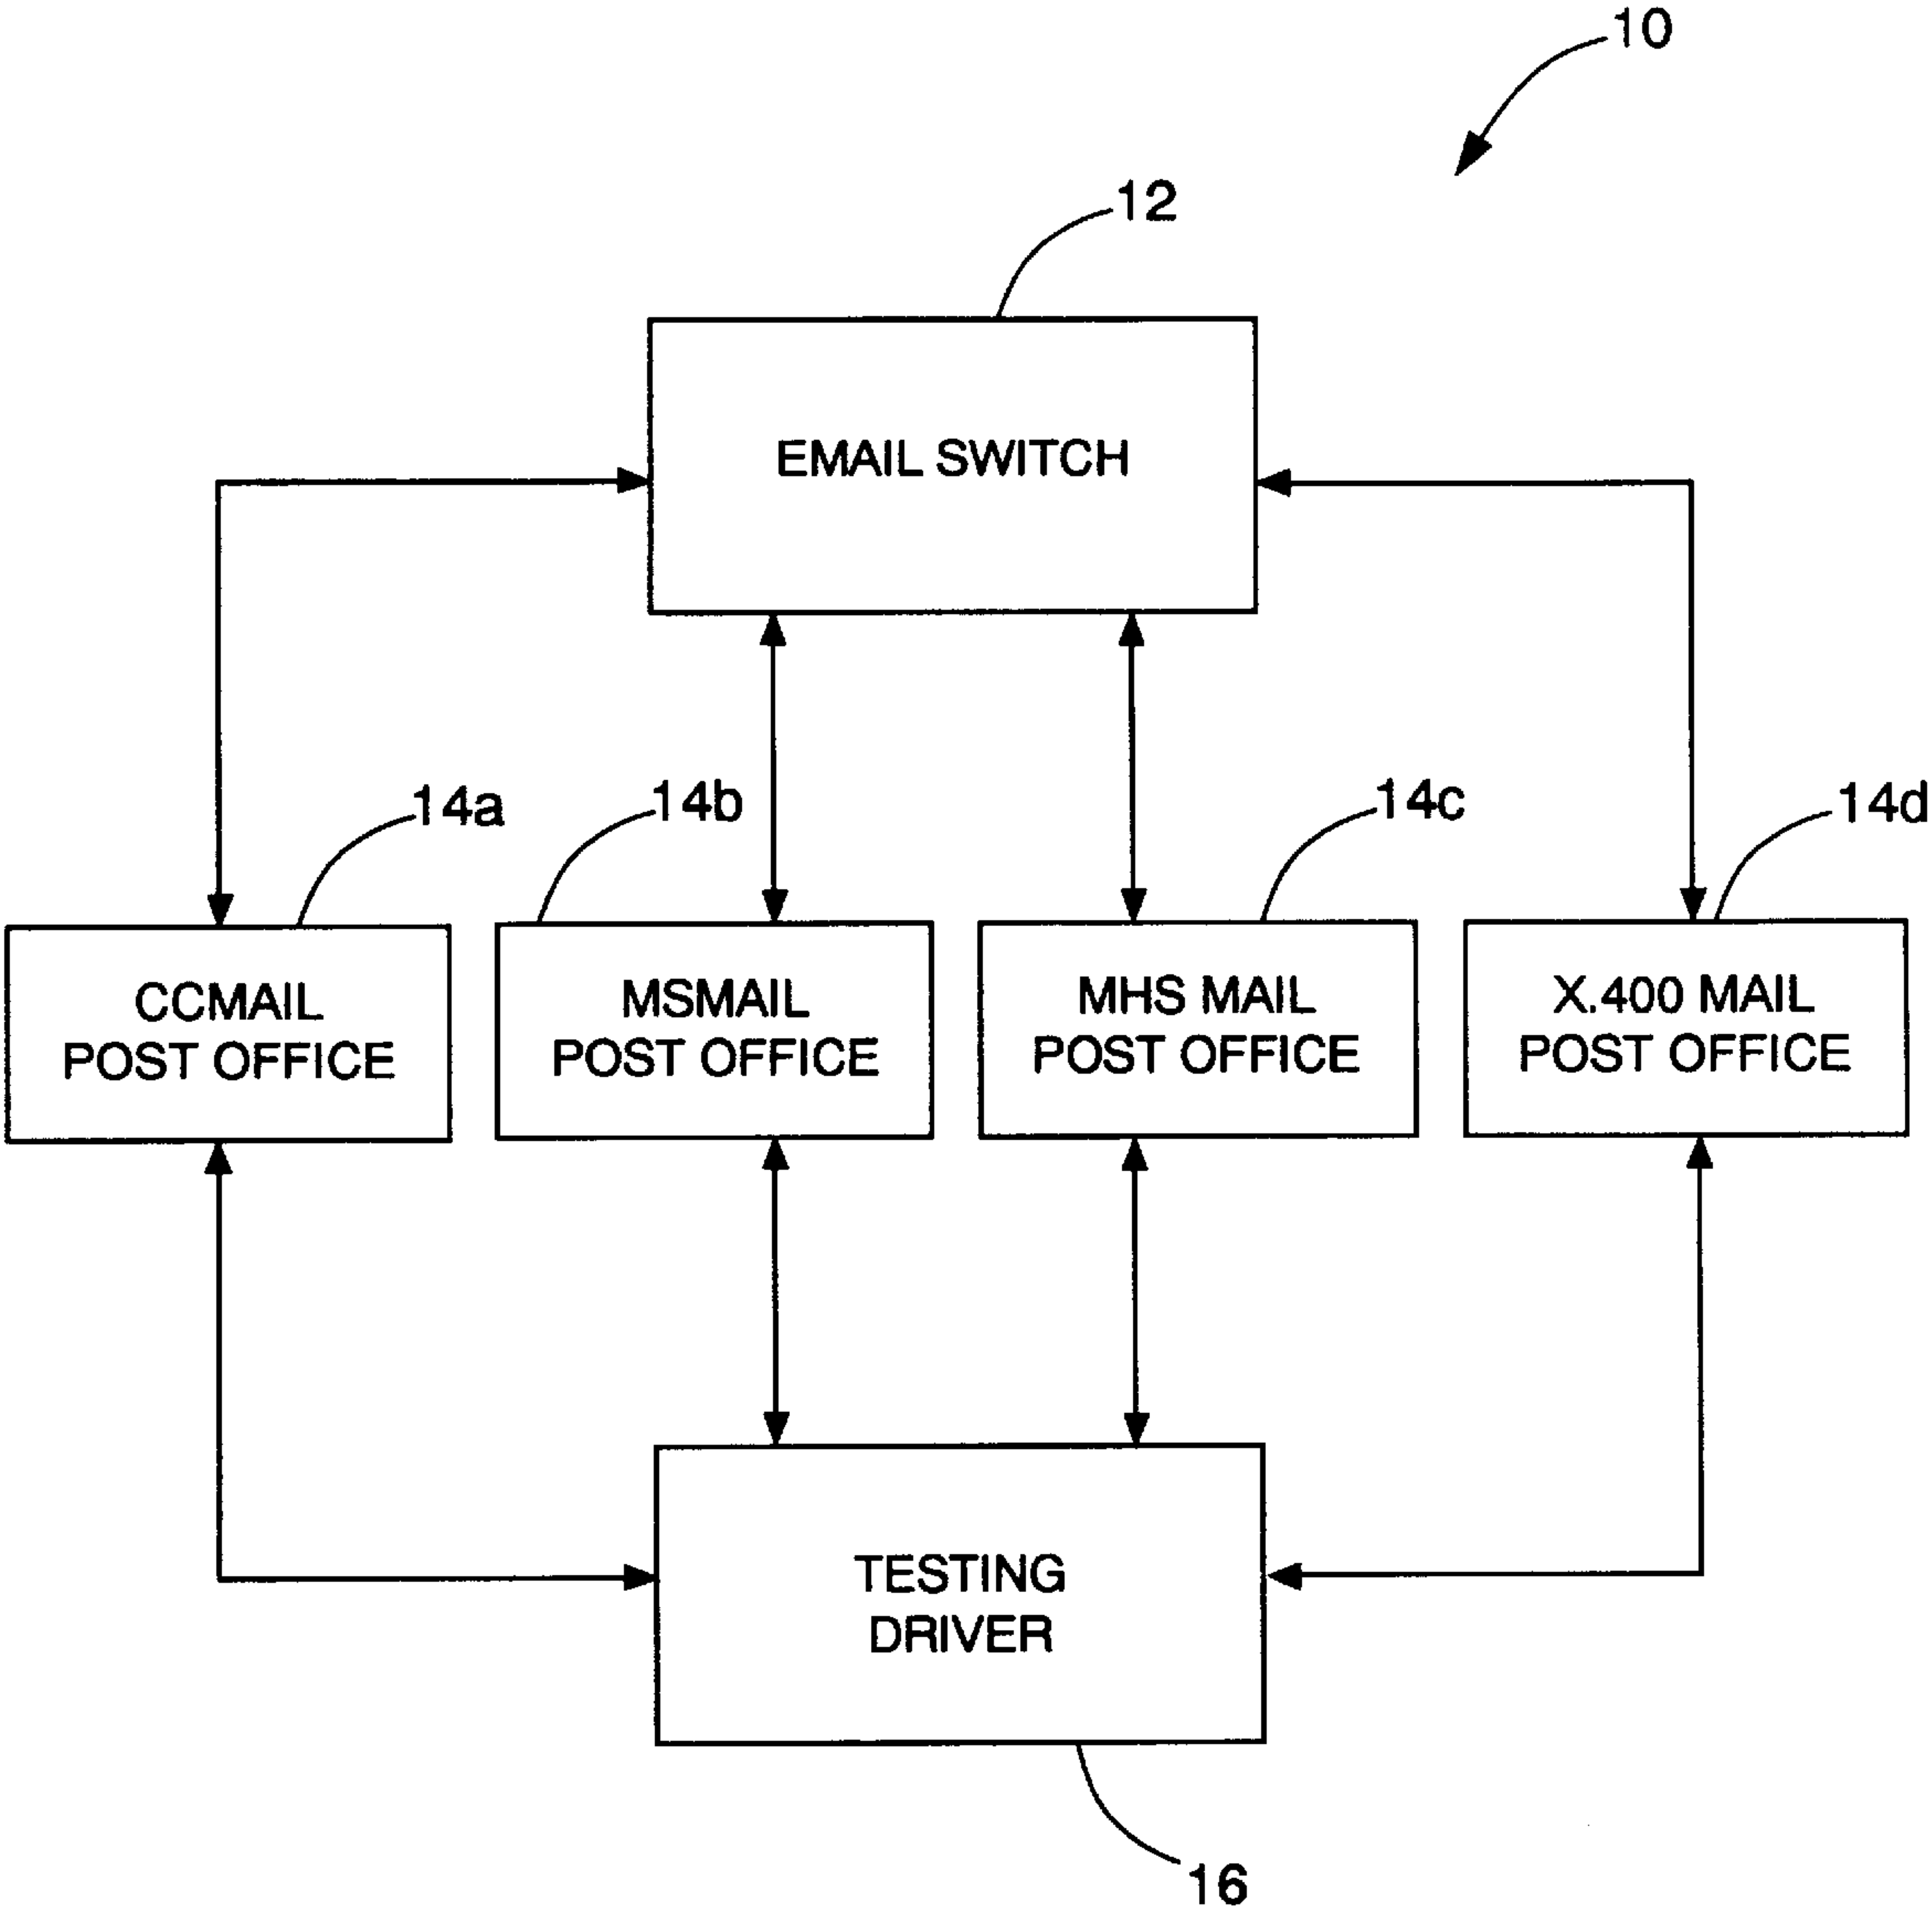 10
12
EMAIL SWITCH
14a
14b
14c
14d
CCMAIL
POST OFFICE
MSMAIL
POST OFFICE
MHS MAIL
POST OFFICE
X.400 MAIL
POST OFFICE
TESTING
DRIVER
16